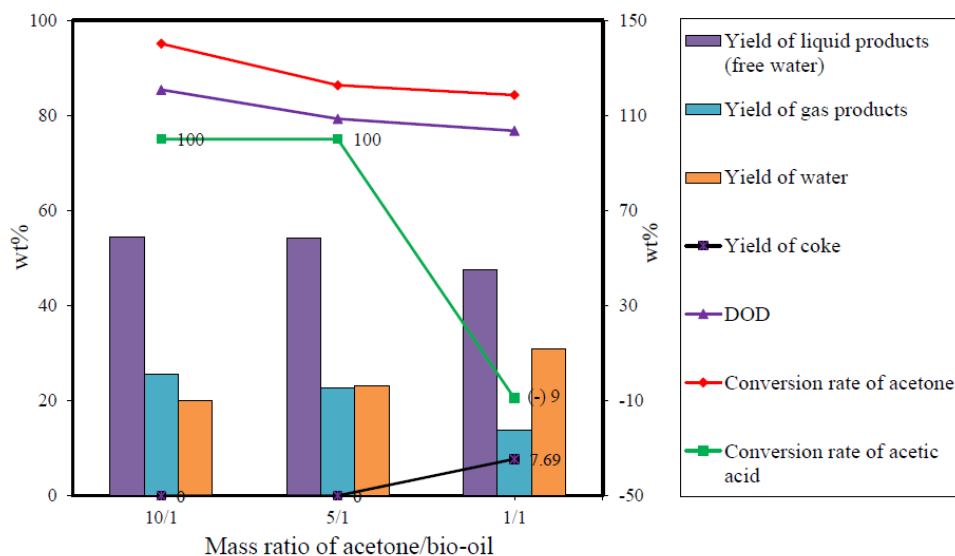 100
80
60
40
20
0
wt%
150
110
70
30
-10
-50
wt%
100
100
(-) 9
0
0
7.69
10/1
5/1
1/1
Mass ratio of acetone/bio-oil
Yield of liquid products
(free water)
Yield of gas products
Yield of water
Yield of coke
DOD
Conversion rate of acetone
Conversion rate of acetic
acid